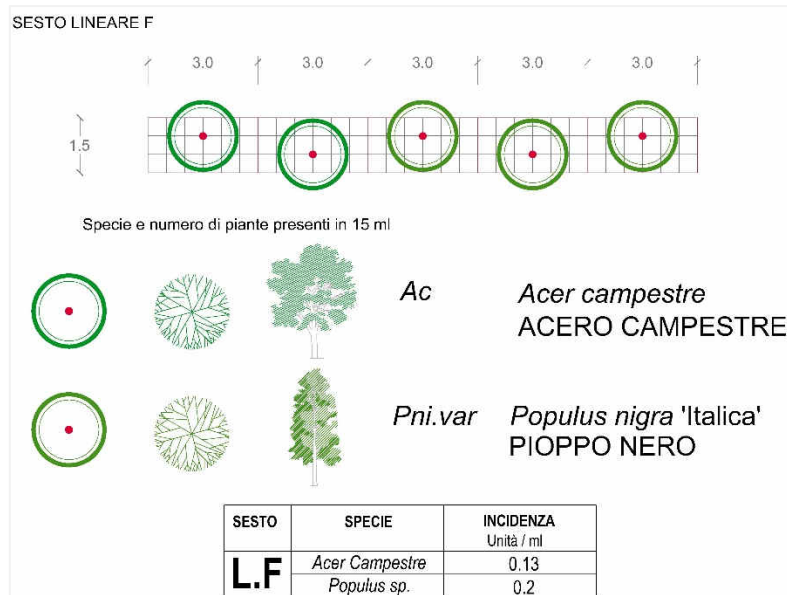 SESTO LINEARE F
3.0 3.0 3.0 3.0 3.0
1.5
Specie e numero di piante presenti in 15 ml
Ac Acer campestre
ACERO CAMPESTRE
Pni.var Populus nigra 'Italica'
PIOPPO NERO
SESTO SPECIE INCIDENZA
Unità / ml
L.F Acer Campestre 0.13
Populus sp. 0.2